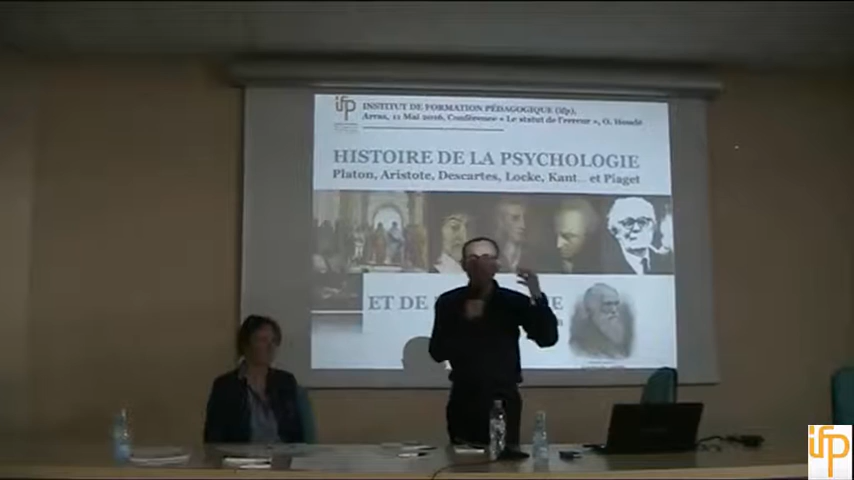 ifp
INSTITUT DE FORMATION PÉDAGOGIQUE (ifp),
Arras, 11 Mai 2016, Conférence « Le statut de l'erreur », O. Houdé
HISTOIRE DE LA PSYCHOLOGIE
Platon, Aristote, Descartes, Locke, Kant... et Piaget
ET DE
ifp